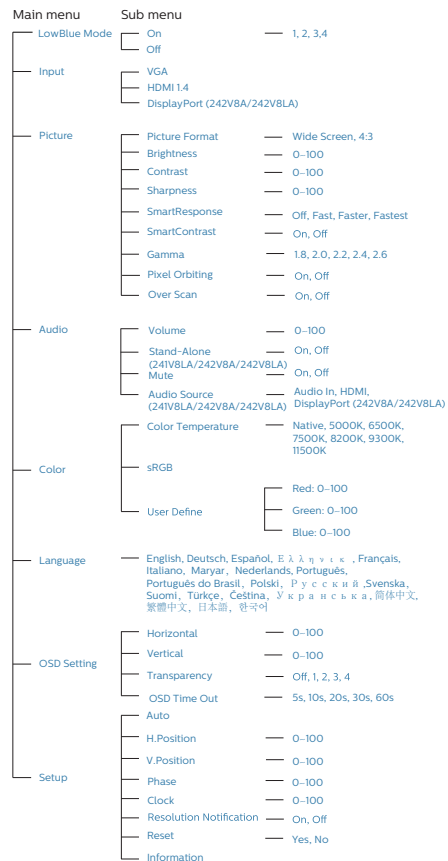 Main menu Sub menu
LowBlue Mode On 1, 2, 3,4
Off
Input VGA
HDMI 1.4
DisplayPort (242V8A/242V8LA)
Picture Picture Format Wide Screen, 4:3
Brightness 0–100
Contrast 0–100
Sharpness 0–100
SmartResponse Off, Fast, Faster, Fastest
SmartContrast On, Off
Gamma 1.8, 2.0, 2.2, 2.4, 2.6
Pixel Orbiting On, Off
Over Scan On, Off
Audio Volume 0–100
Stand-Alone On, Off
(241V8LA/242V8A/242V8LA)
Mute On, Off
Audio Source Audio In, HDMI,
(241V8LA/242V8A/242V8LA) DisplayPort (242V8A/242V8LA)
Color Temperature Native, 5000K, 6500K,
7500K, 8200K, 9300K,
11500K
Color sRGB
Red: 0–100
User Define Green: 0–100
Blue: 0–100
Language English, Deutsch, Español, Ελληνικ , Français,
Italiano, Maryar, Nederlands, Português,
Português do Brasil, Polski, Русский ,Svenska,
Suomi, Türkçe, Čeština, Українська, 简体中文,
繁體中文, 日本語, 한국어
Horizontal 0–100
Vertical 0–100
OSD Setting Transparency Off, 1, 2, 3, 4
OSD Time Out 5s, 10s, 20s, 30s, 60s
Auto
H.Position 0–100
V.Position 0–100
Setup Phase 0–100
Clock 0–100
Resolution Notification On, Off
Reset Yes, No
Information